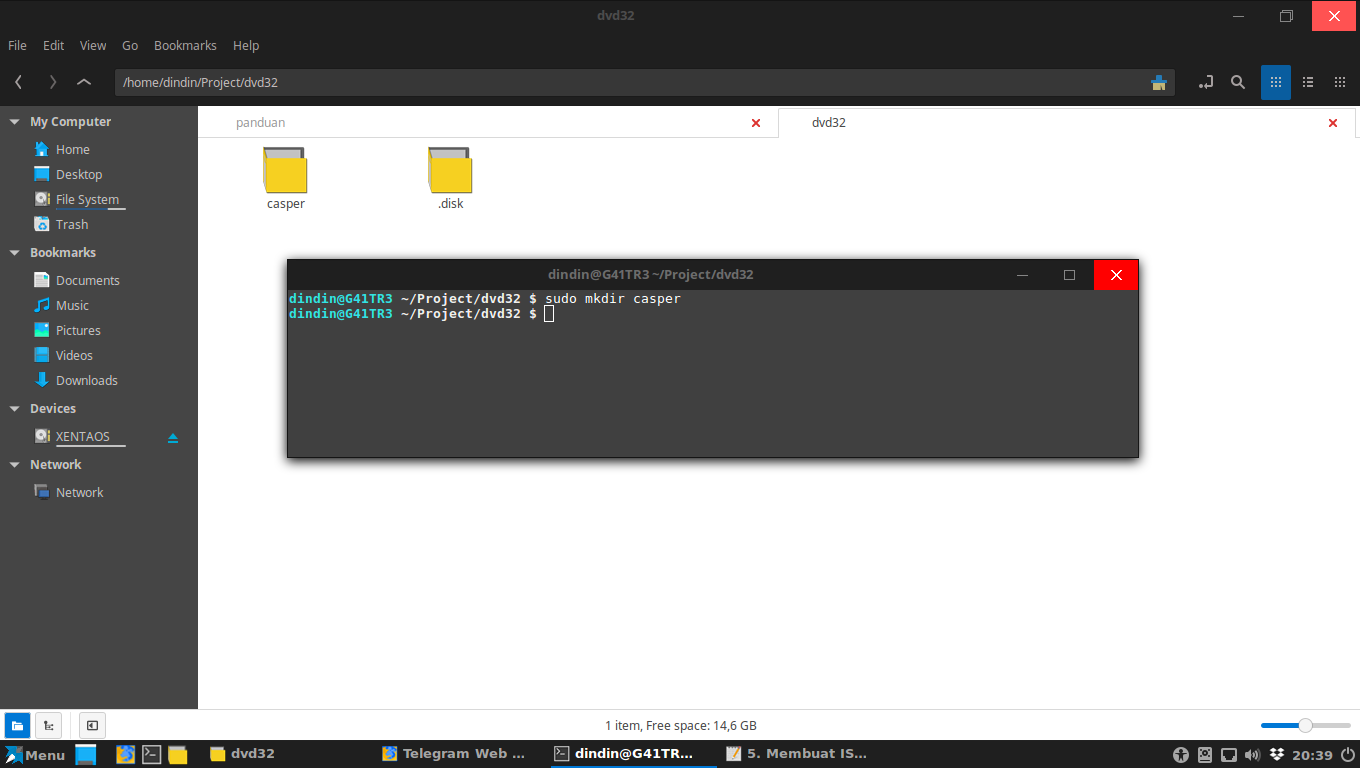 dvd32
File Edit View Go Bookmarks Help
/home/dindin/Project/dvd32
My Computer
Home
Desktop
File System
Trash
Bookmarks
Documents
Music
Pictures
Videos
Downloads
Devices
XENTAOS
Network
Network
panduan
dvd32
casper
.disk
dindin@G41TR3 ~/Project/dvd32
dindin@G41TR3 ~/Project/dvd32 $ sudo mkdir casper
dindin@G41TR3 ~/Project/dvd32 $
1 item, Free space: 14,6 GB
Menu
dvd32
Telegram Web ...
dindin@G41TR...
5. Membuat IS...
20:39